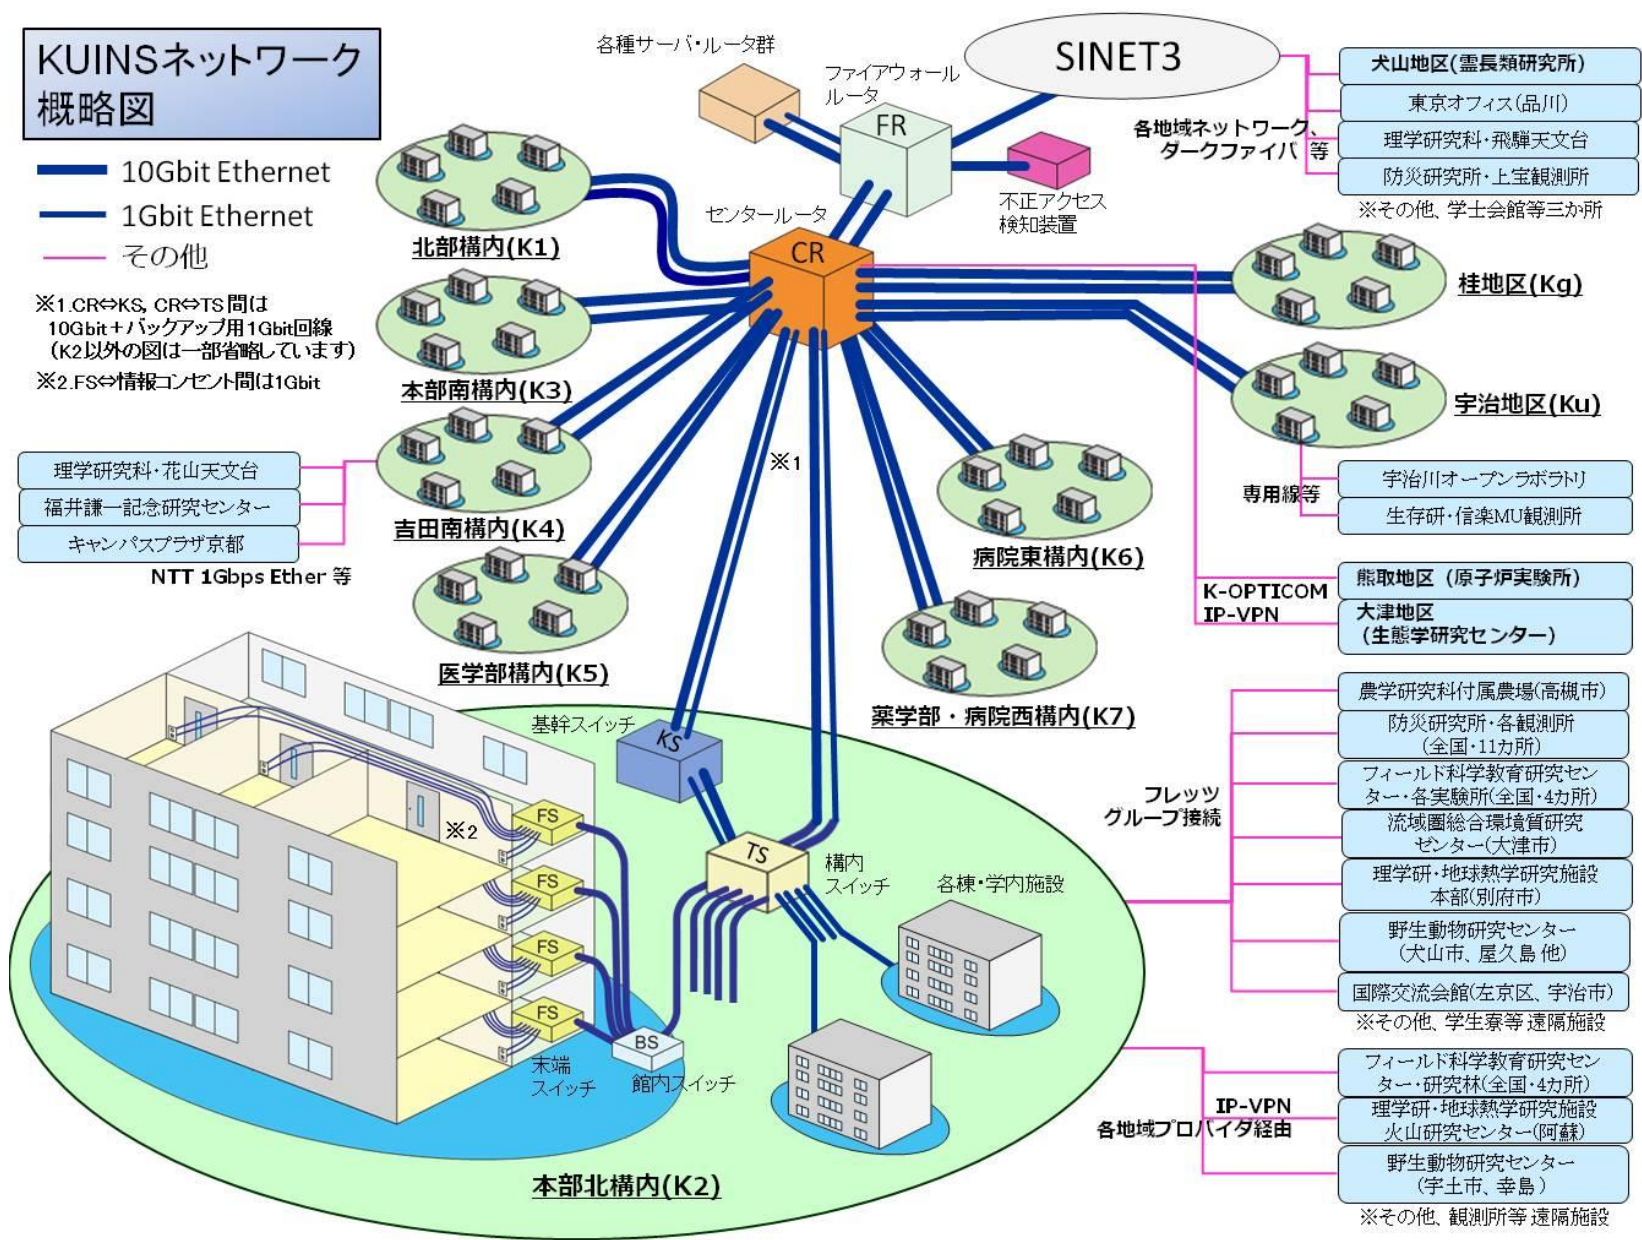 KUINSネットワーク
概略図
10Gbit Ethernet
1Gbit Ethernet
その他
※1.CR⇔KS, CR⇔TS間は
10Gbit+バックアップ用1Gbit回線
(K2以外の図は一部省略しています)
※2.FS⇔情報コンセント間は1Gbit
各種サーバ・ルータ群
ファイアウォール
ルータ
FR
SINET3
不正アクセス
検知装置
センタールータ
CR
各地域ネットワーク、
ダークファイバ 等
犬山地区(霊長類研究所)
東京オフィス(品川)
理学研究科・飛騨天文台
防災研究所・上宝観測所
※その他、学士会館等三か所
北部構内(K1)
本部南構内(K3)
吉田南構内(K4)
医学部構内(K5)
桂地区(Kg)
宇治地区(Ku)
病院東構内(K6)
薬学部・病院西構内(K7)
※1
理学研究科・花山天文台
福井謙一記念研究センター
キャンパスプラザ京都
NTT 1Gbps Ether 等
専用線等
宇治川オープンラボラトリ
生存研・信楽MU観測所
K-OPTICOM
IP-VPN
熊取地区 (原子炉実験所)
大津地区
(生態学研究センター)
基幹スイッチ
KS
TS
構内
スイッチ
各棟・学内施設
※2
FS
FS
FS
FS
末端
スイッチ
BS
館内スイッチ
本部北構内(K2)
フレッツ
グループ接続
農学研究科付属農場(高槻市)
防災研究所・各観測所
(全国・11カ所)
フィールド科学教育研究セン
ター・各実験所(全国・4カ所)
流域圏総合環境質研究
センター(大津市)
理学研・地球熱学研究施設
本部(別府市)
野生動物研究センター
(犬山市、屋久島 他)
国際交流会館(左京区、宇治市)
※その他、学生寮等 遠隔施設
IP-VPN
各地域プロバイダ経由
フィールド科学教育研究セン
ター・研究林(全国・4カ所)
理学研・地球熱学研究施設
火山研究センター(阿蘇)
野生動物研究センター
(宇土市、幸島)
※その他、観測所等 遠隔施設